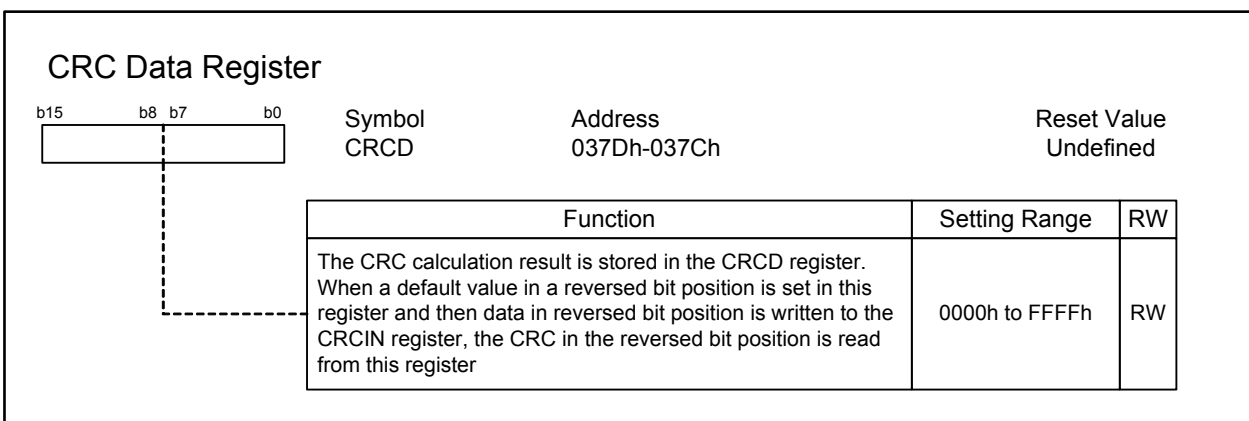 CRC Data Register
b15 b8 b7 b0
Symbol Address Reset Value
CRCD 037Dh-037Ch Undefined
Function Setting Range RW
The CRC calculation result is stored in the CRCD register.
When a default value in a reversed bit position is set in this
register and then data in reversed bit position is written to the
CRCIN register, the CRC in the reversed bit position is read
from this register
0000h to FFFFh RW